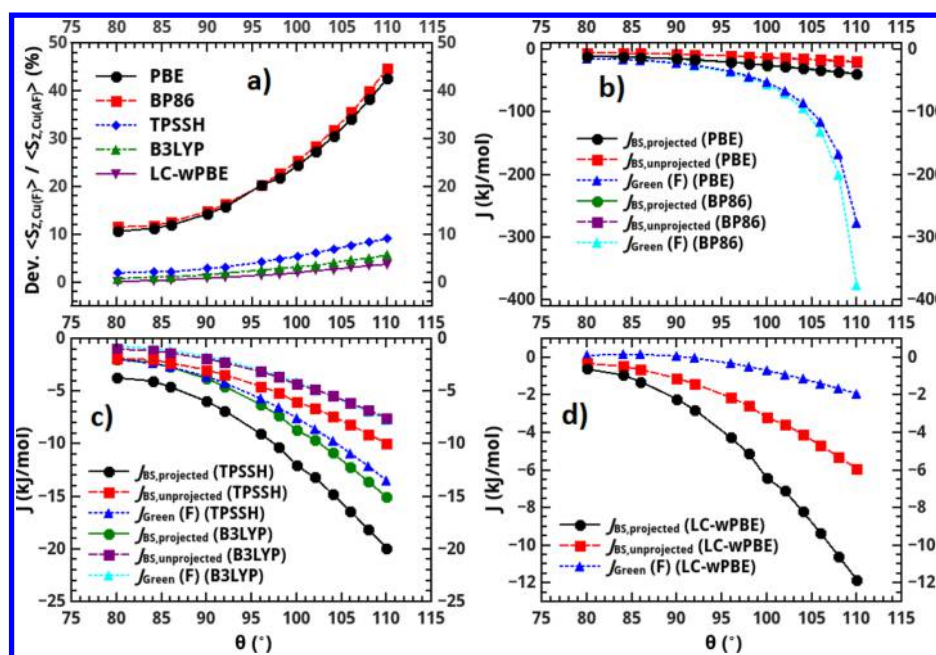 75 80 85 90 95 100 105 110 115
75 80 85 90 95 100 105 110 115
50
40
30
20
10
0
Dev. <S_Z,Cu(F)> / <S_Z,Cu(AF)> (%)
PBE
BP86
TPSSH
B3LYP
LC-wPBE
a)
50
40
30
20
10
0
0
−100
−200
−300
−400
J (kJ/mol)
b)
J_BS,projected (PBE)
J_BS,unprojected (PBE)
J_Green (F) (PBE)
J_BS,projected (BP86)
J_BS,unprojected (BP86)
J_Green (F) (BP86)
0
−100
−200
−300
−400
75 80 85 90 95 100 105 110 115
75 80 85 90 95 100 105 110 115
0
−5
−10
−15
−20
−25
J (kJ/mol)
c)
J_BS,projected (TPSSH)
J_BS,unprojected (TPSSH)
J_Green (F) (TPSSH)
J_BS,projected (B3LYP)
J_BS,unprojected (B3LYP)
J_Green (F) (B3LYP)
0
−2
−4
−6
−8
−10
−12
J (kJ/mol)
d)
J_BS,projected (LC-wPBE)
J_BS,unprojected (LC-wPBE)
J_Green (F) (LC-wPBE)
0
−2
−4
−6
−8
−10
−12
75 80 85 90 95 100 105 110 115
75 80 85 90 95 100 105 110 115
θ (°)
θ (°)